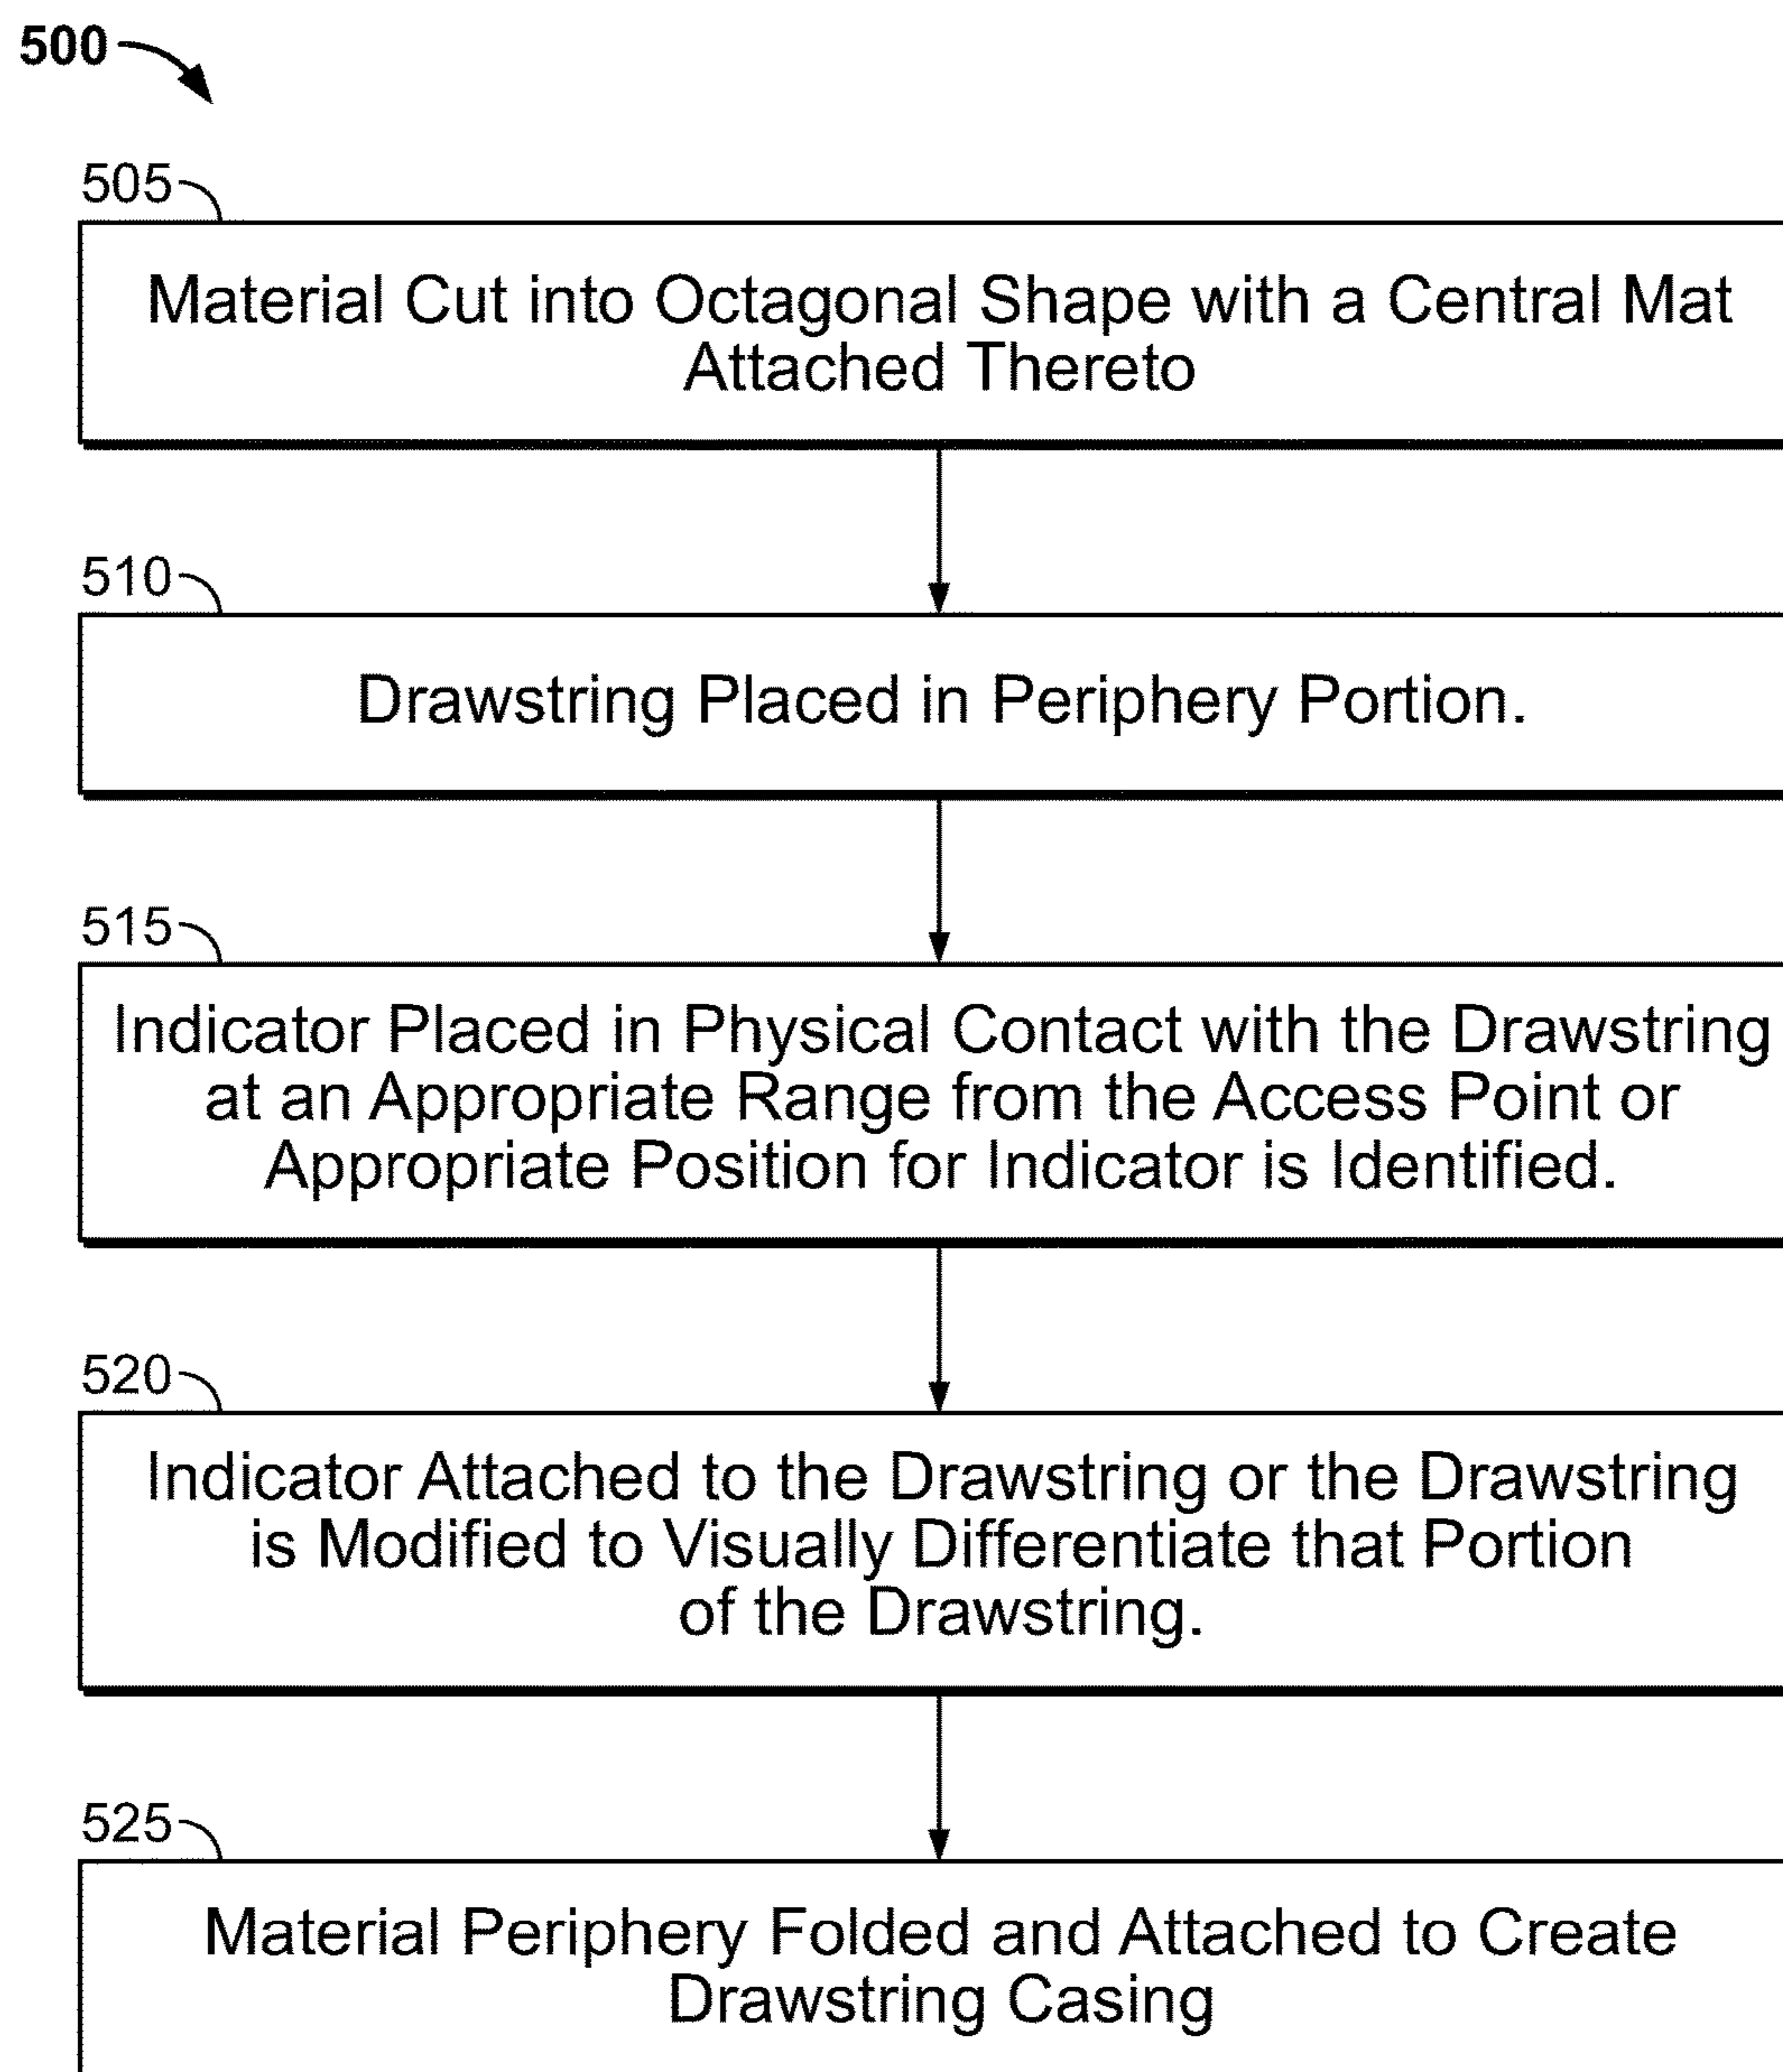 500
505
Material Cut into Octagonal Shape with a Central Mat
Attached Thereto
510
Drawstring Placed in Periphery Portion.
515
Indicator Placed in Physical Contact with the Drawstring
at an Appropriate Range from the Access Point or
Appropriate Position for Indicator is Identified.
520
Indicator Attached to the Drawstring or the Drawstring
is Modified to Visually Differentiate that Portion
of the Drawstring.
525
Material Periphery Folded and Attached to Create
Drawstring Casing